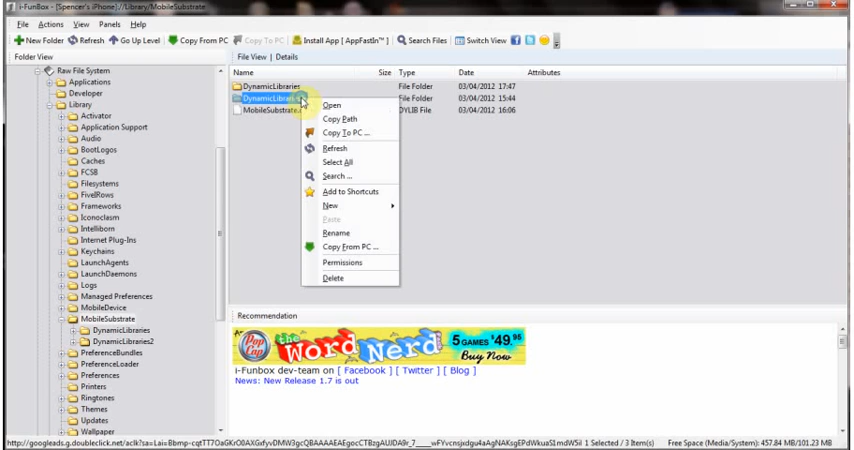 i-FunBox - [Spencer's iPhone]://Library/MobileSubstrate
File Actions View Panels Help
New Folder Refresh Go Up Level Copy From PC Copy To PC Install App [ AppFastIn™ ] Search Files Switch View
Folder View
File View | Details
Name Size Type Date Attributes
Raw File System
Applications
Developer
Library
Activator
Application Support
Audio
BootLogos
Caches
FCSB
Filesystems
FivelRows
Frameworks
Iconoclasm
Intelliborn
Internet Plug-Ins
Keychains
LaunchAgents
LaunchDaemons
Logs
Managed Preferences
MobileDevice
MobileSubstrate
DynamicLibraries
DynamicLibraries2
PreferenceBundles
PreferenceLoader
Preferences
Printers
Ringtones
Themes
Updates
Wallpaper
DynamicLibraries File Folder 03/04/2012 17:47
DynamicLibrari File Folder 03/04/2012 15:44
MobileSubstrate. DYLIB File 03/04/2012 16:06
Open
Copy Path
Copy To PC ...
Refresh
Select All
Search ...
Add to Shortcuts
New
Paste
Rename
Copy From PC ...
Permissions
Delete
Recommendation
Pop Cap
the Word Nerd
5 GAMES $49.95
Buy Now
i-Funbox dev-team on [ Facebook ] [ Twitter ] [ Blog ]
News: New Release 1.7 is out
1 Selected / 3 Item(s) Free Space (Media/System): 457.84 MB/101.23 MB